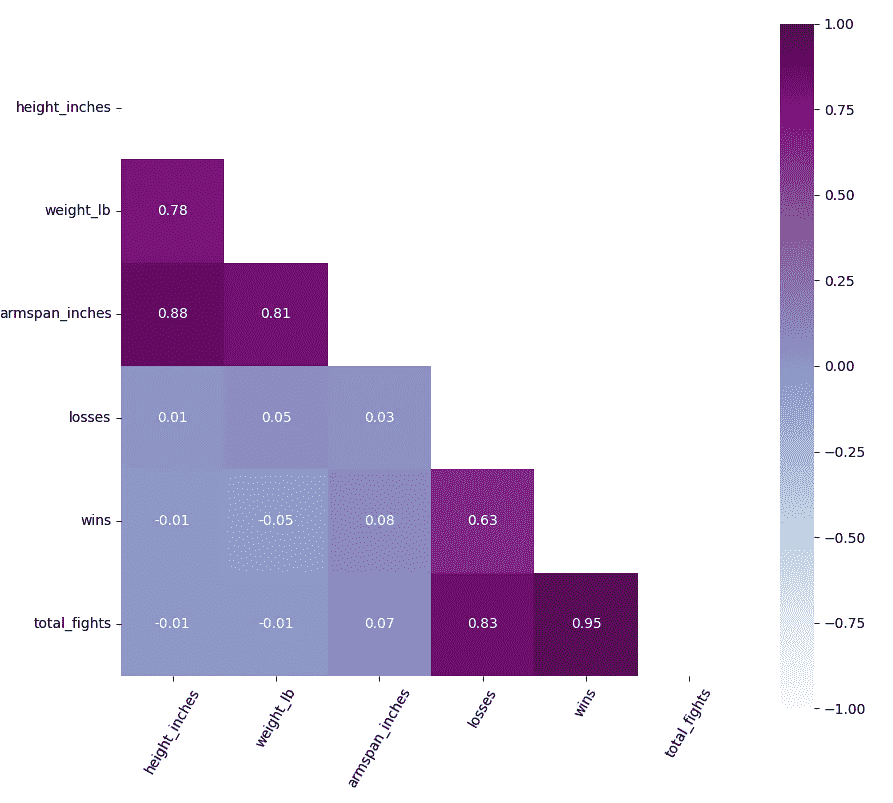 height_inches
weight_lb
0.78
armspan_inches
0.88 0.81
losses
0.01 0.05 0.03
wins
-0.01 -0.05 0.08 0.63
total_fights
-0.01 -0.01 0.07 0.83 0.95
height_inches
weight_lb
armspan_inches
losses
wins
total_fights
1.00
0.75
0.50
0.25
0.00
−0.25
−0.50
−0.75
−1.00